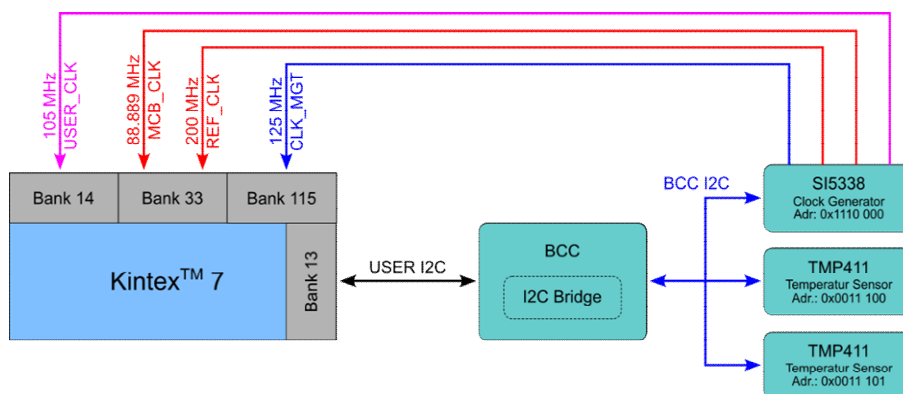 105 MHz
USER_CLK
88.889 MHz
MCB_CLK
200 MHz
REF_CLK
125 MHz
CLK_MGT
Bank 14
Bank 33
Bank 115
Kintex™ 7
Bank 13
USER I2C
BCC
I2C Bridge
BCC I2C
SI5338
Clock Generator
Adr: 0x1110 000
TMP411
Temperatur Sensor
Adr.: 0x0011 100
TMP411
Temperatur Sensor
Adr.: 0x0011 101